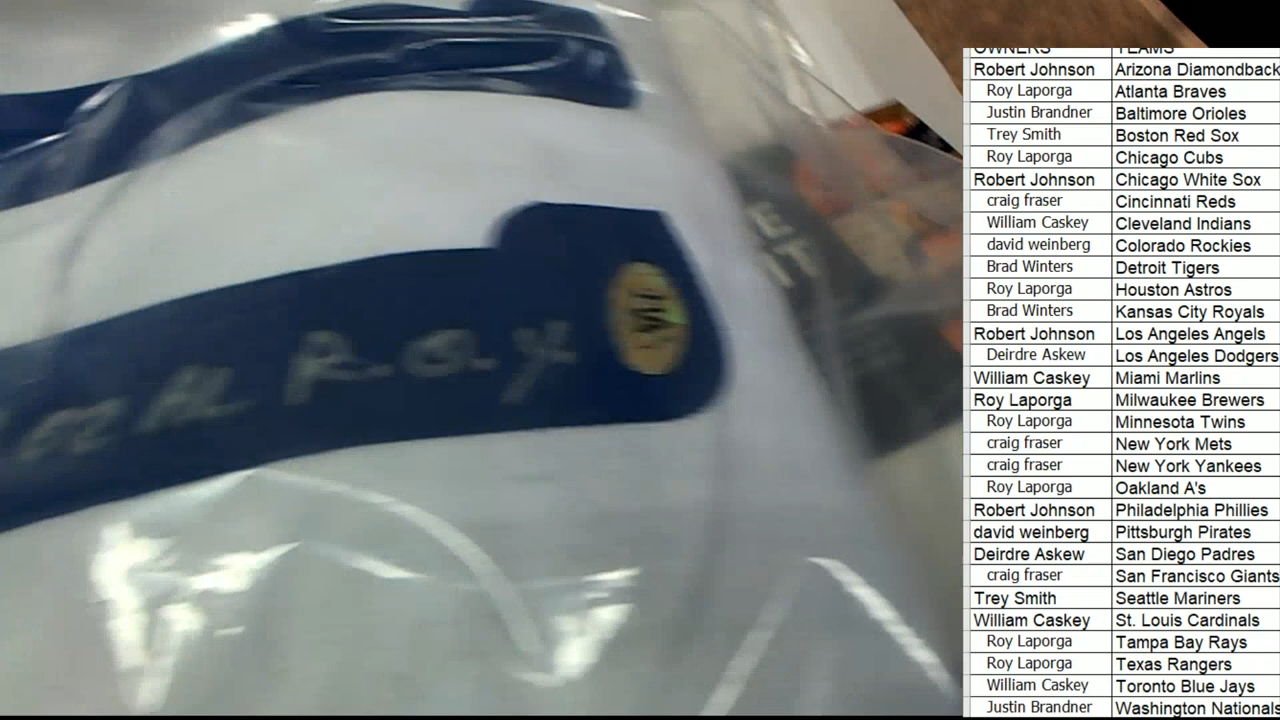 OWNERS TEAMS
Robert Johnson Arizona Diamondback
Roy Laporga Atlanta Braves
Justin Brandner Baltimore Orioles
Trey Smith Boston Red Sox
Roy Laporga Chicago Cubs
Robert Johnson Chicago White Sox
craig fraser Cincinnati Reds
William Caskey Cleveland Indians
david weinberg Colorado Rockies
Brad Winters Detroit Tigers
Roy Laporga Houston Astros
Brad Winters Kansas City Royals
Robert Johnson Los Angeles Angels
Deirdre Askew Los Angeles Dodgers
William Caskey Miami Marlins
Roy Laporga Milwaukee Brewers
Roy Laporga Minnesota Twins
craig fraser New York Mets
craig fraser New York Yankees
Roy Laporga Oakland A's
Robert Johnson Philadelphia Phillies
david weinberg Pittsburgh Pirates
Deirdre Askew San Diego Padres
craig fraser San Francisco Giants
Trey Smith Seattle Mariners
William Caskey St. Louis Cardinals
Roy Laporga Tampa Bay Rays
Roy Laporga Texas Rangers
William Caskey Toronto Blue Jays
Justin Brandner Washington Nationals